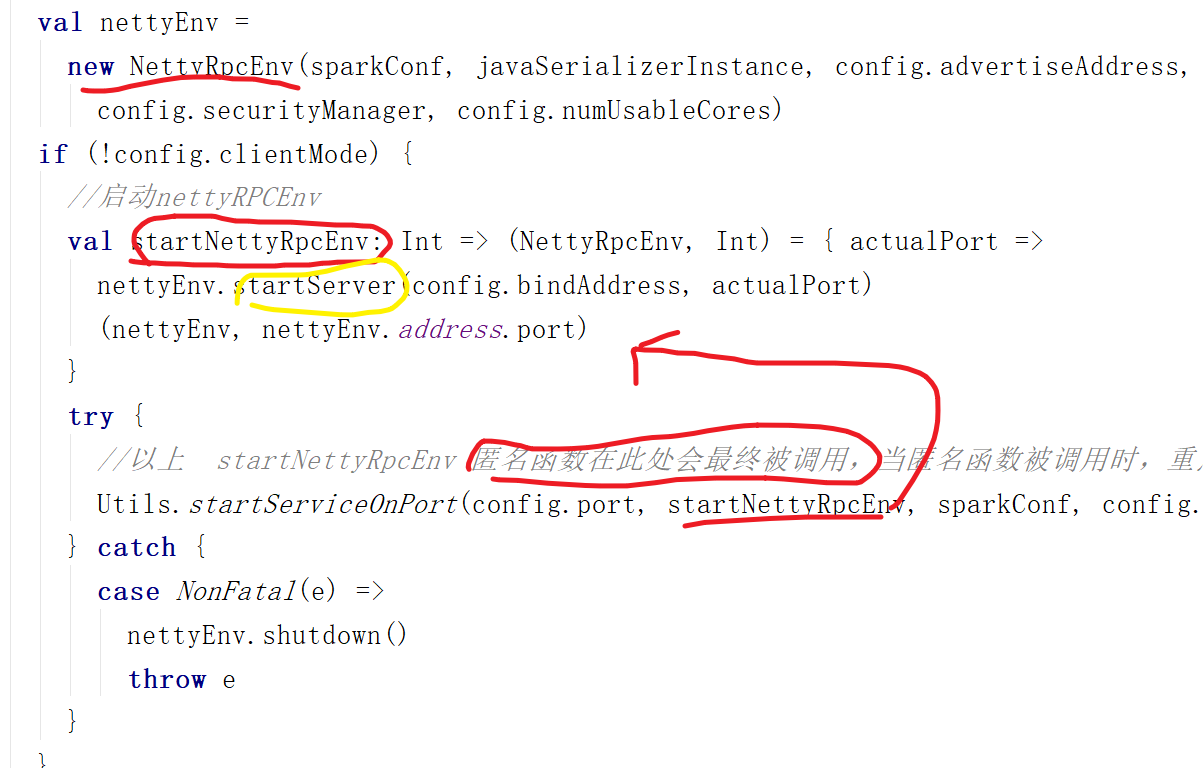 val nettyEnv =
new NettyRpcEnv(sparkConf, javaSerializerInstance, config.advertiseAddress,
config.securityManager, config.numUsableCores)
if (!config.clientMode) {
//启动nettyRPCEnv
val startNettyRpcEnv: Int => (NettyRpcEnv, Int) = { actualPort =>
nettyEnv.startServer(config.bindAddress, actualPort)
(nettyEnv, nettyEnv.address.port)
}
try {
//以上 startNettyRpcEnv 匿名函数在此处会最终被调用，当匿名函数被调用时，重
Utils.startServiceOnPort(config.port, startNettyRpcEnv, sparkConf, config.
} catch {
case NonFatal(e) =>
nettyEnv.shutdown()
throw e
}
}